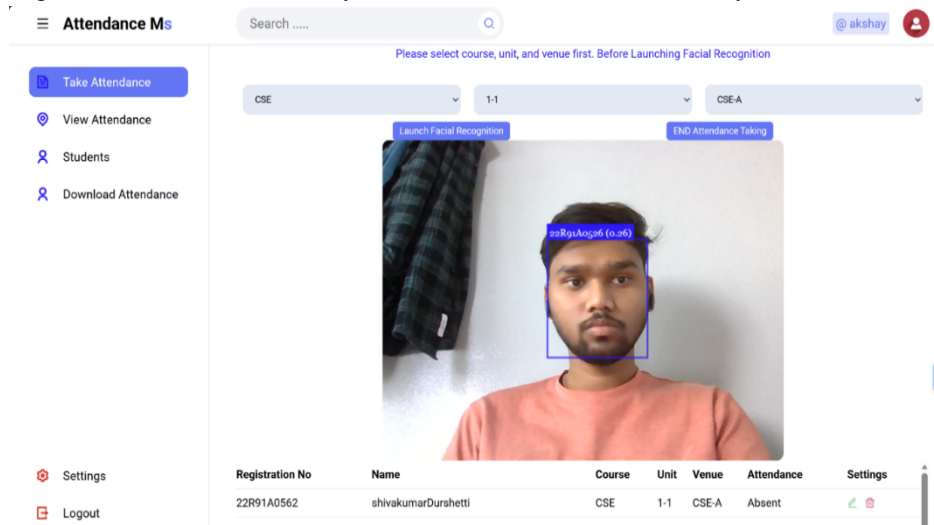 Attendance Ms
Search .....
@ akshay
Please select course, unit, and venue first. Before Launching Facial Recognition
Take Attendance
View Attendance
Students
Download Attendance
CSE
1-1
CSE-A
Launch Facial Recognition
END Attendance Taking
22R91A0526 (0.26)
Settings
Logout
Registration No Name Course Unit Venue Attendance Settings
22R91A0562 shivakumarDurshetti CSE 1-1 CSE-A Absent